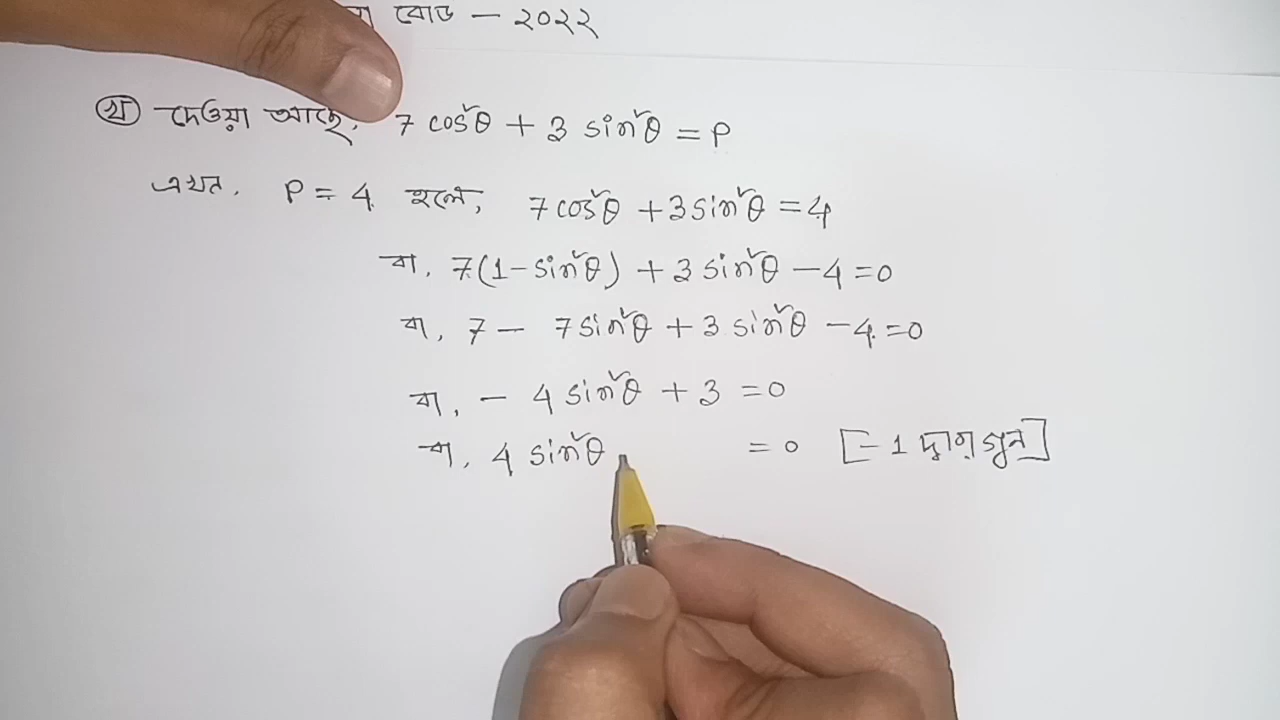 বোর্ড – ২০২২
(খ) দেওয়া আছে, 7 cos²θ + 3 sin²θ = P
এখন, P = 4 হলে, 7cos²θ + 3sin²θ = 4
বা, 7(1 – sin²θ) + 3 sin²θ – 4 = 0
বা, 7 – 7sin²θ + 3 sin²θ – 4 = 0
বা, – 4 sin²θ + 3 = 0
বা, 4 sin²θ = 0 [– 1 দ্বারা গুন]